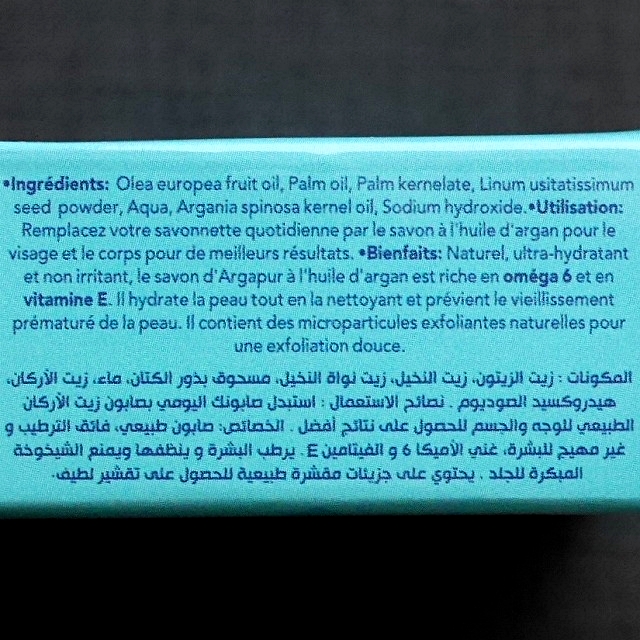 •Ingrédients: Olea europea fruit oil, Palm oil, Palm kernelate, Linum usitatissimum
seed powder, Aqua, Argania spinosa kernel oil, Sodium hydroxide.•Utilisation:
Remplacez votre savonnette quotidienne par le savon à l'huile d'argan pour le
visage et le corps pour de meilleurs résultats. •Bienfaits: Naturel, ultra-hydratant
et non irritant, le savon d'Argapur à l'huile d'argan est riche en oméga 6 et en
vitamine E. Il hydrate la peau tout en la nettoyant et prévient le vieillissement
prématuré de la peau. Il contient des microparticules exfoliantes naturelles pour
une exfoliation douce.
المكونات : زيت الزيتون، زيت النخيل، زيت نواة النخيل، مسحوق بذور الكتان، ماء، زيت الأركان،
هيدروكسيد الصوديوم . نصائح الاستعمال : استبدل صابونك اليومي بصابون زيت الأركان
الطبيعي للوجه والجسم للحصول على نتائج أفضل . الخصائص: صابون طبيعي، فائق الترطيب و
غير مهيج للبشرة، غني الأميكا 6 و الفيتامين E . يرطب البشرة و ينظفها ويمنع الشيخوخة
المبكرة للجلد . يحتوي على جزيئات مقشرة طبيعية للحصول على تقشير لطيف.